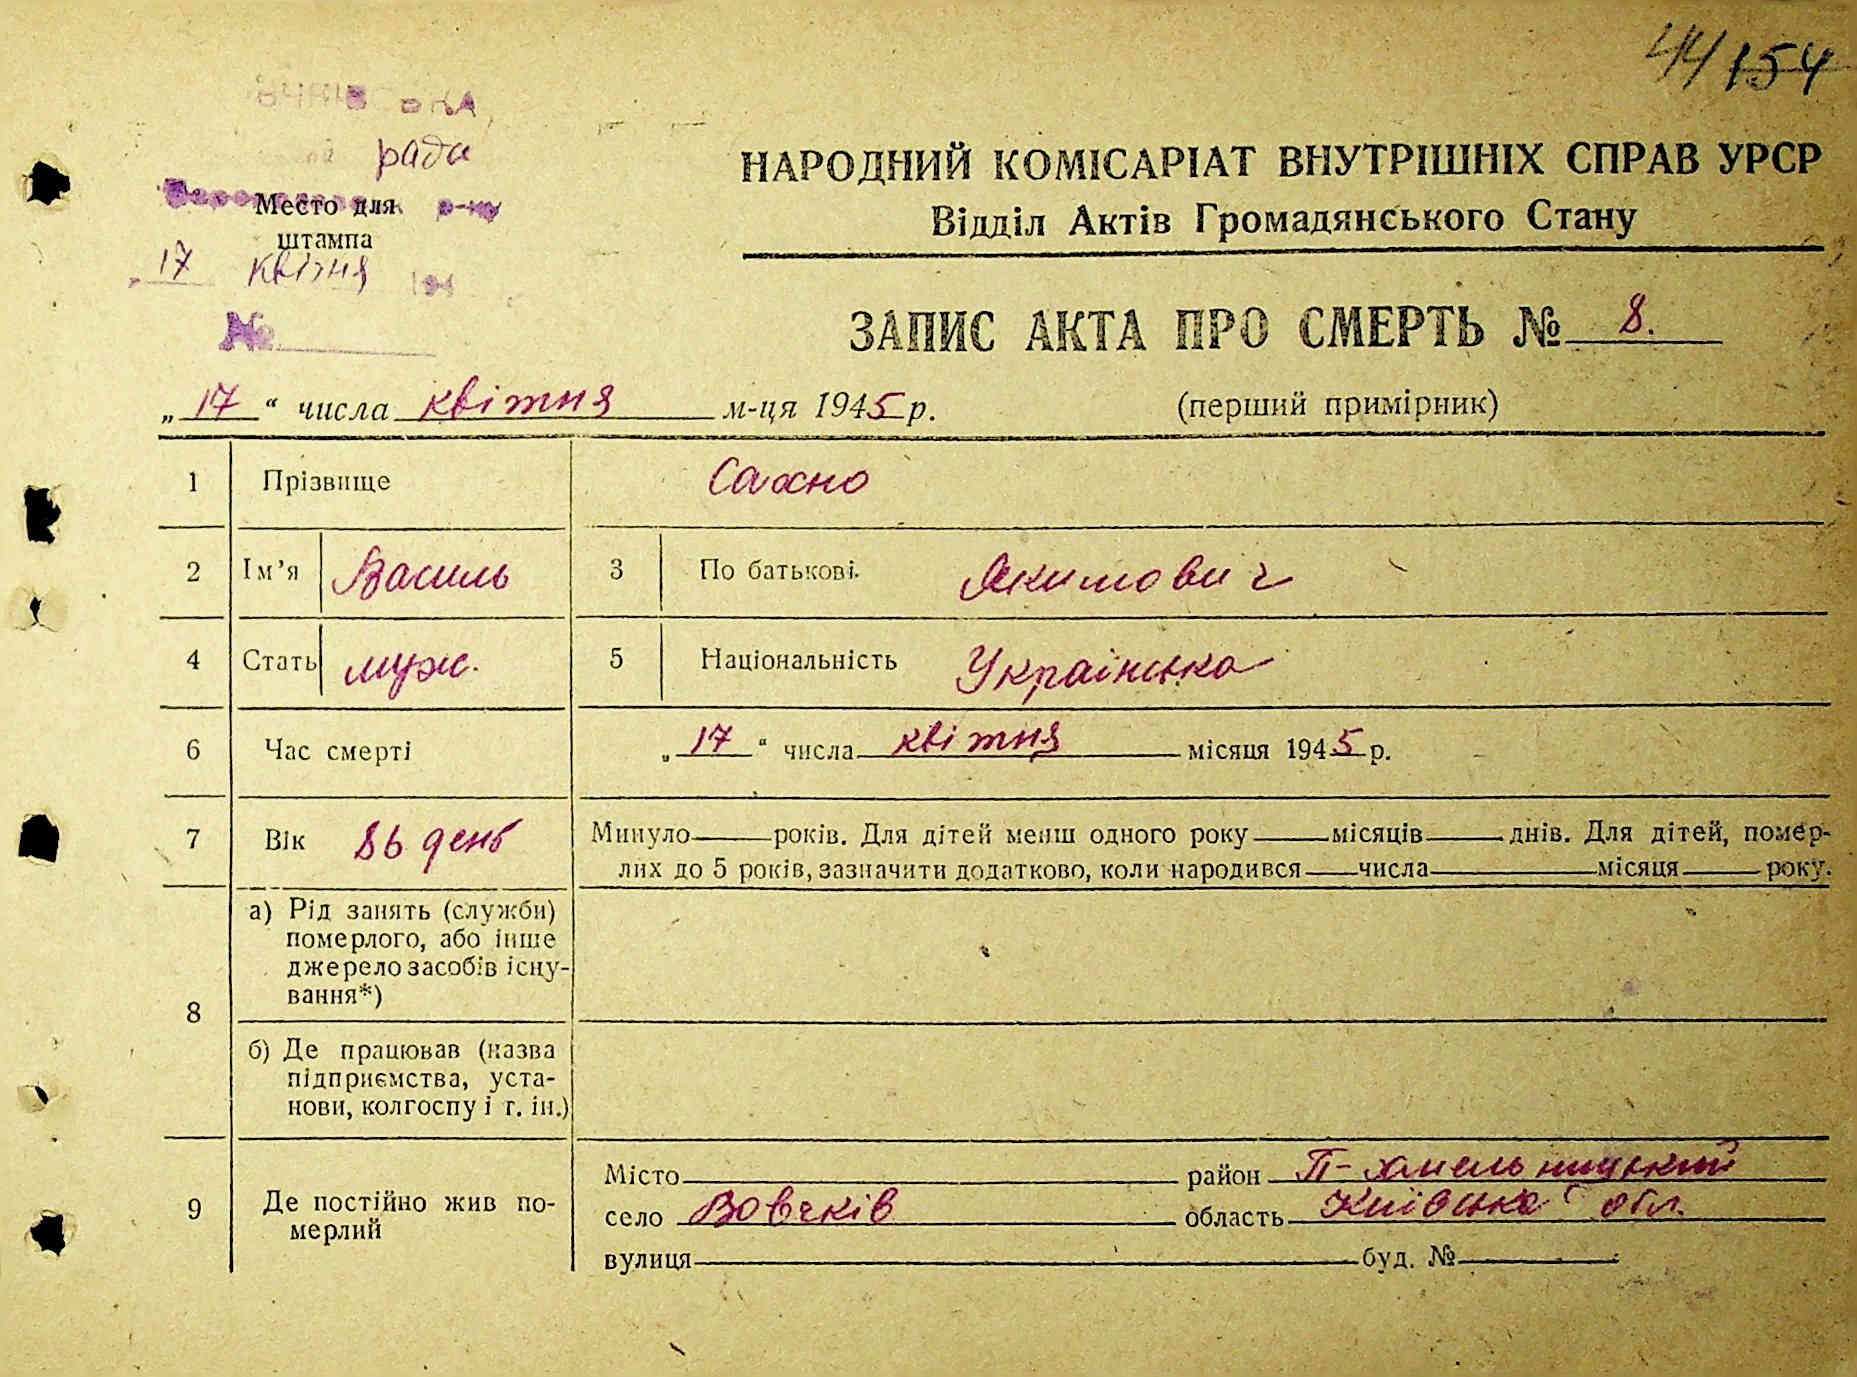 44/154
рада
Место для
штампа
17 квітня 194
№
НАРОДНИЙ КОМІСАРІАТ ВНУТРІШНІХ СПРАВ УРСР
Відділ Актів Громадянського Стану
ЗАПИС АКТА ПРО СМЕРТЬ № 8.
„17“ числа квітня м-ця 1945 р. (перший примірник)
1 Прізвище Сахно
2 Ім’я Василь 3 По батькові Якимович
4 Стать муж. 5 Національність Українська
6 Час смерті „17“ числа квітня місяця 1945 р.
7 Вік 86 день Минуло років. Для дітей менш одного року місяців днів. Для дітей, помер-
лих до 5 років, зазначити додатково, коли народився числа місяця року.
8 а) Рід занять (служби)
померлого, або інше
джерело засобів існу-
вання*)
б) Де працював (назва
підприємства, уста-
нови, колгоспу і т. ін.)
9 Де постійно жив по-
мерлий
Місто район П-Хмельницький
село Вовчків область Київська обл.
вулиця буд. №